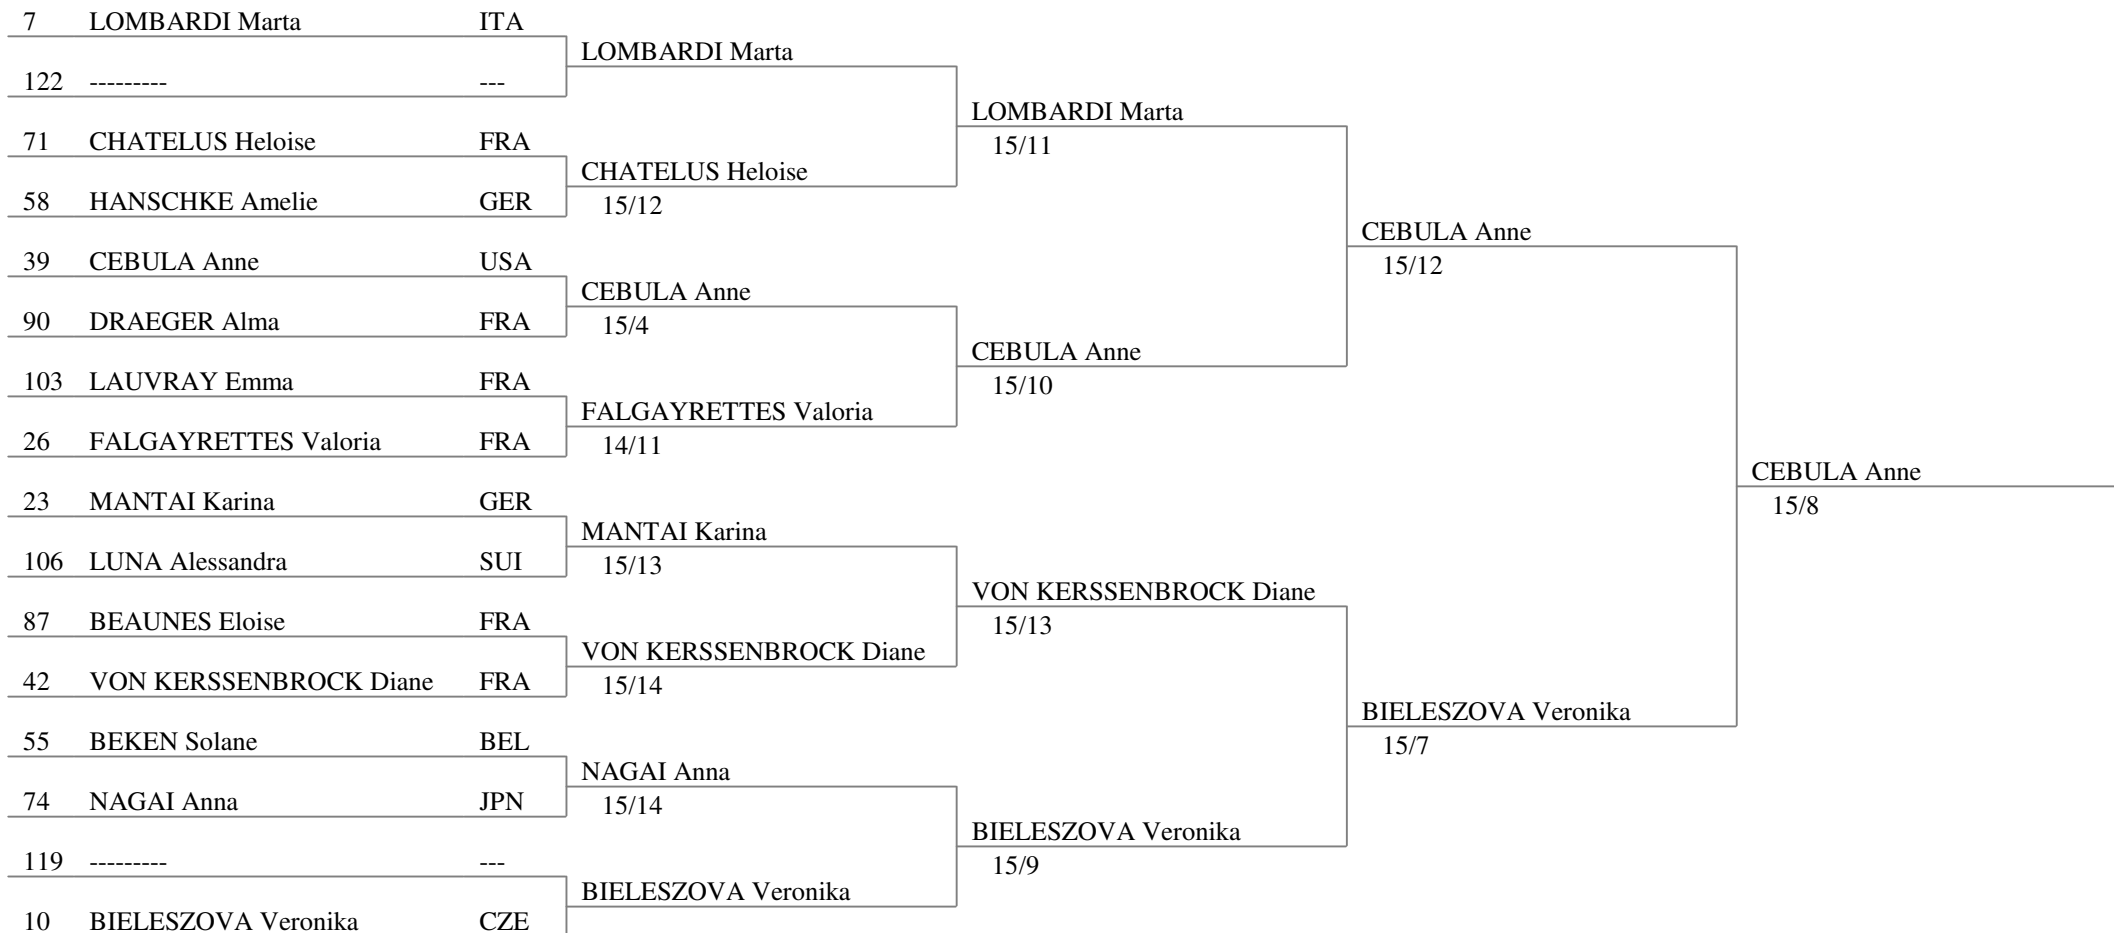 7 LOMBARDI Marta ITA
LOMBARDI Marta
122 --------- ---
LOMBARDI Marta
15/11
71 CHATELUS Heloise FRA
CHATELUS Heloise
15/12
58 HANSCHKE Amelie GER
CEBULA Anne
15/12
39 CEBULA Anne USA
CEBULA Anne
15/4
90 DRAEGER Alma FRA
CEBULA Anne
15/10
103 LAUVRAY Emma FRA
FALGAYRETTES Valoria
14/11
26 FALGAYRETTES Valoria FRA
CEBULA Anne
15/8
23 MANTAI Karina GER
MANTAI Karina
15/13
106 LUNA Alessandra SUI
VON KERSSENBROCK Diane
15/13
87 BEAUNES Eloise FRA
VON KERSSENBROCK Diane
15/14
42 VON KERSSENBROCK Diane FRA
BIELESZOVA Veronika
15/7
55 BEKEN Solane BEL
NAGAI Anna
15/14
74 NAGAI Anna JPN
BIELESZOVA Veronika
15/9
119 --------- ---
BIELESZOVA Veronika
10 BIELESZOVA Veronika CZE